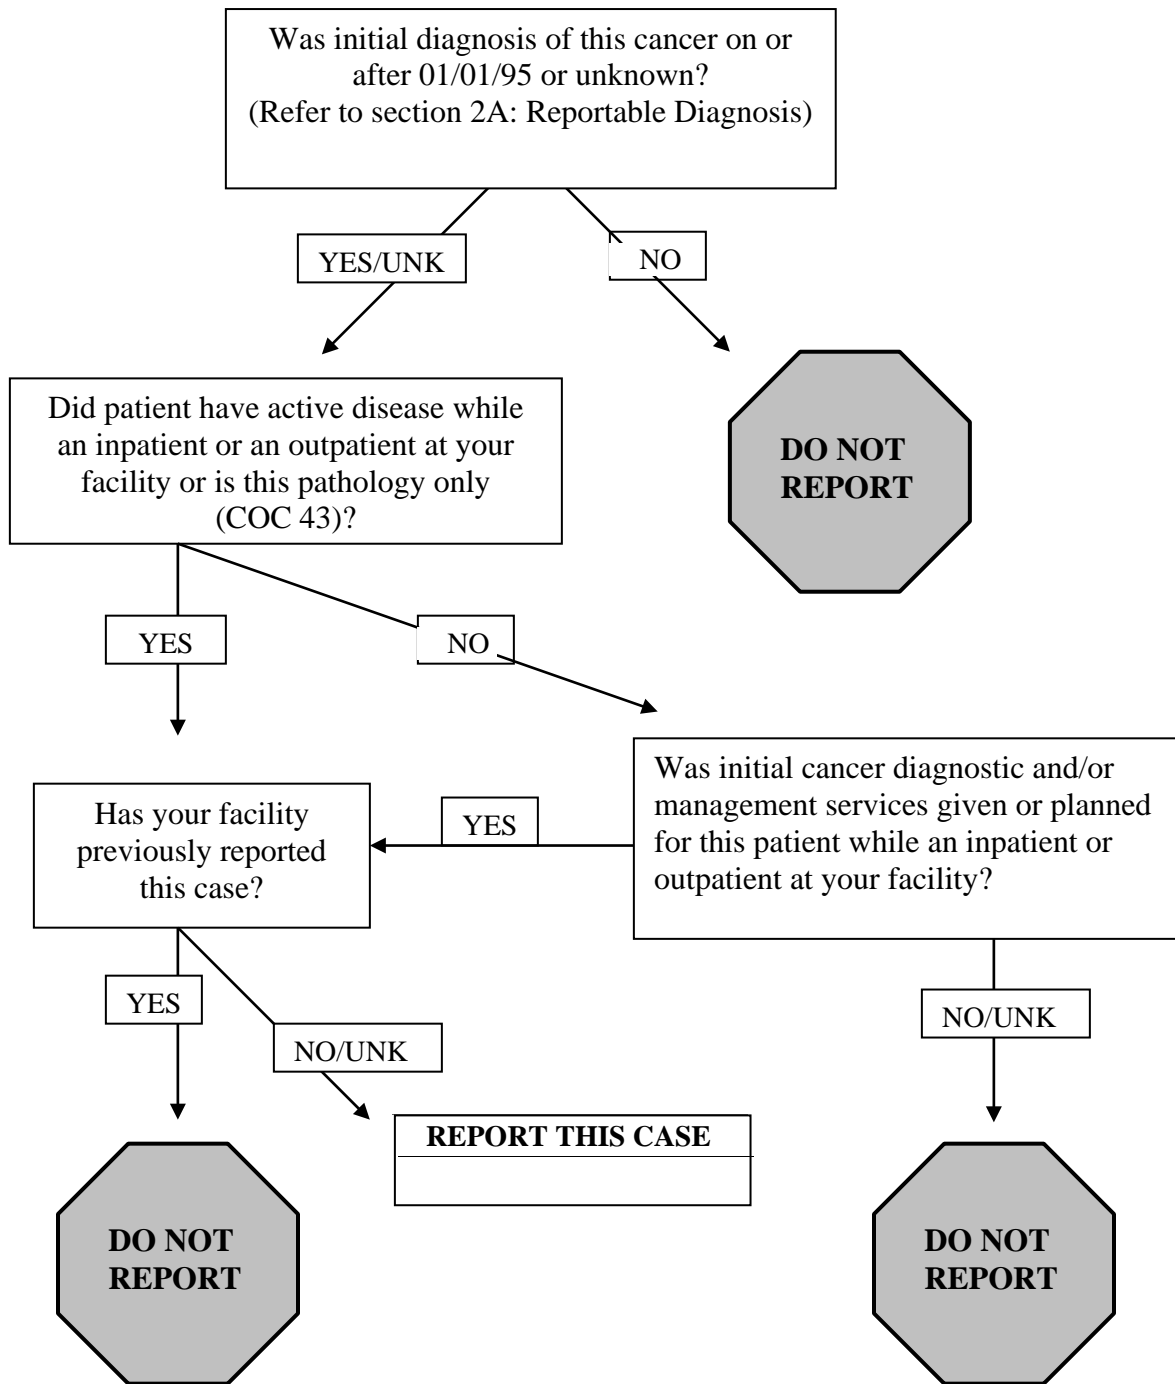 Was initial diagnosis of this cancer on or
after 01/01/95 or unknown?
(Refer to section 2A: Reportable Diagnosis)
YES/UNK
NO
Did patient have active disease while
an inpatient or an outpatient at your
facility or is this pathology only
(COC 43)?
DO NOT
REPORT
YES
NO
Was initial cancer diagnostic and/or
management services given or planned
for this patient while an inpatient or
outpatient at your facility?
YES
Has your facility
previously reported
this case?
YES
NO/UNK
NO/UNK
REPORT THIS CASE
DO NOT
REPORT
DO NOT
REPORT